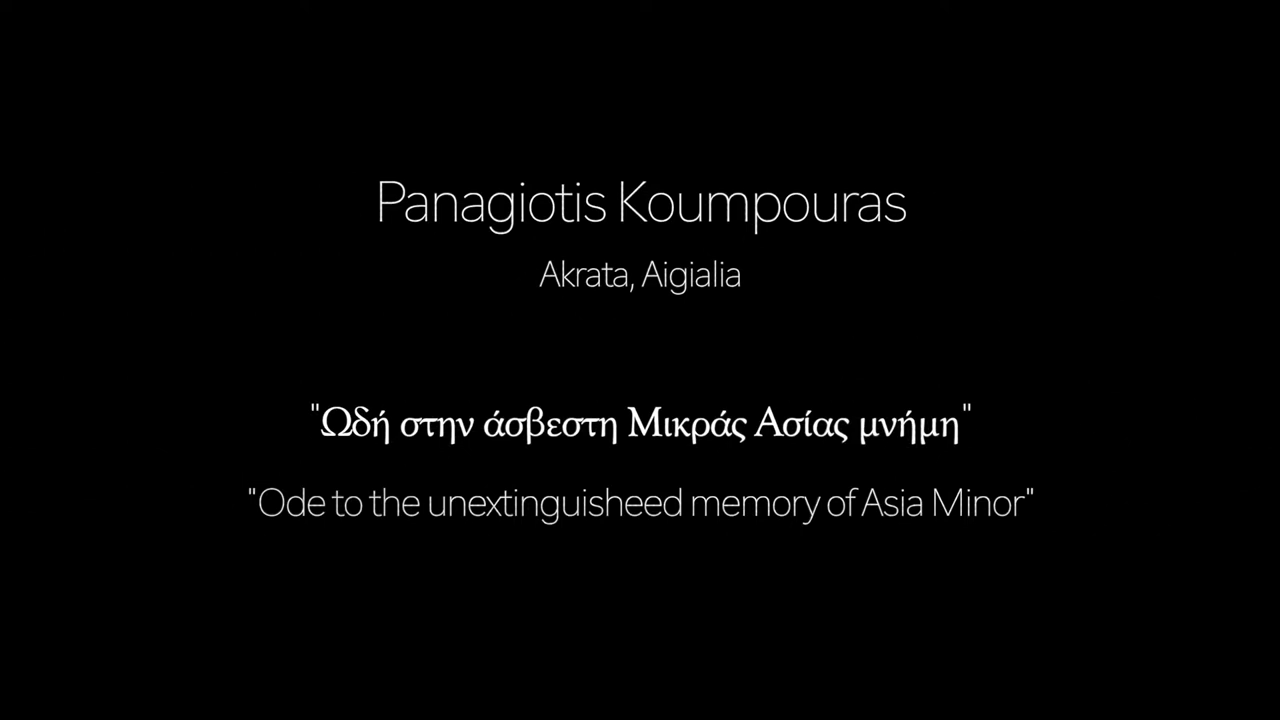 Panagiotis Koumpouras
Akrata, Aigialia
"Ωδή στην άσβεστη Μικράς Ασίας μνήμη"
"Ode to the unextinguisheed memory of Asia Minor"